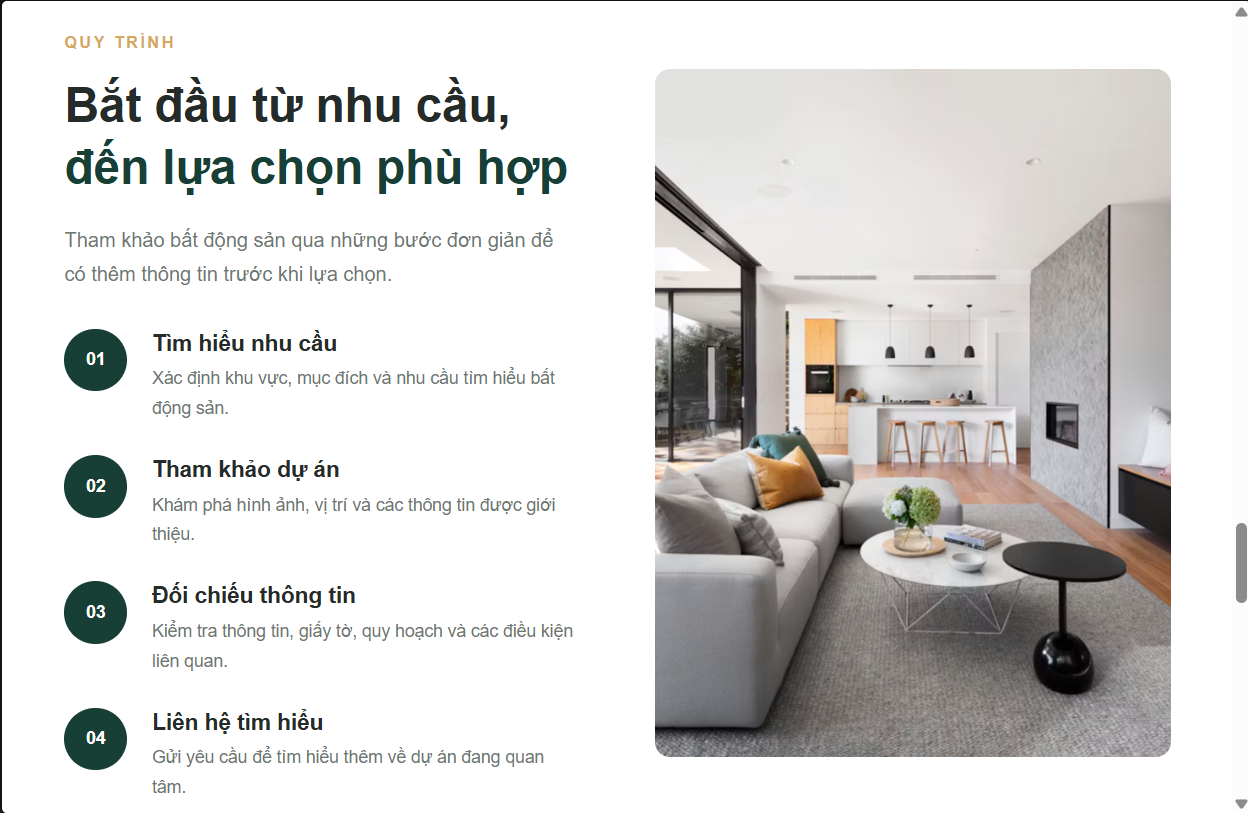 QUY TRÌNH
Bắt đầu từ nhu cầu,
đến lựa chọn phù hợp
Tham khảo bất động sản qua những bước đơn giản để
có thêm thông tin trước khi lựa chọn.
01
Tìm hiểu nhu cầu
Xác định khu vực, mục đích và nhu cầu tìm hiểu bất
động sản.
02
Tham khảo dự án
Khám phá hình ảnh, vị trí và các thông tin được giới
thiệu.
03
Đối chiếu thông tin
Kiểm tra thông tin, giấy tờ, quy hoạch và các điều kiện
liên quan.
04
Liên hệ tìm hiểu
Gửi yêu cầu để tìm hiểu thêm về dự án đang quan
tâm.